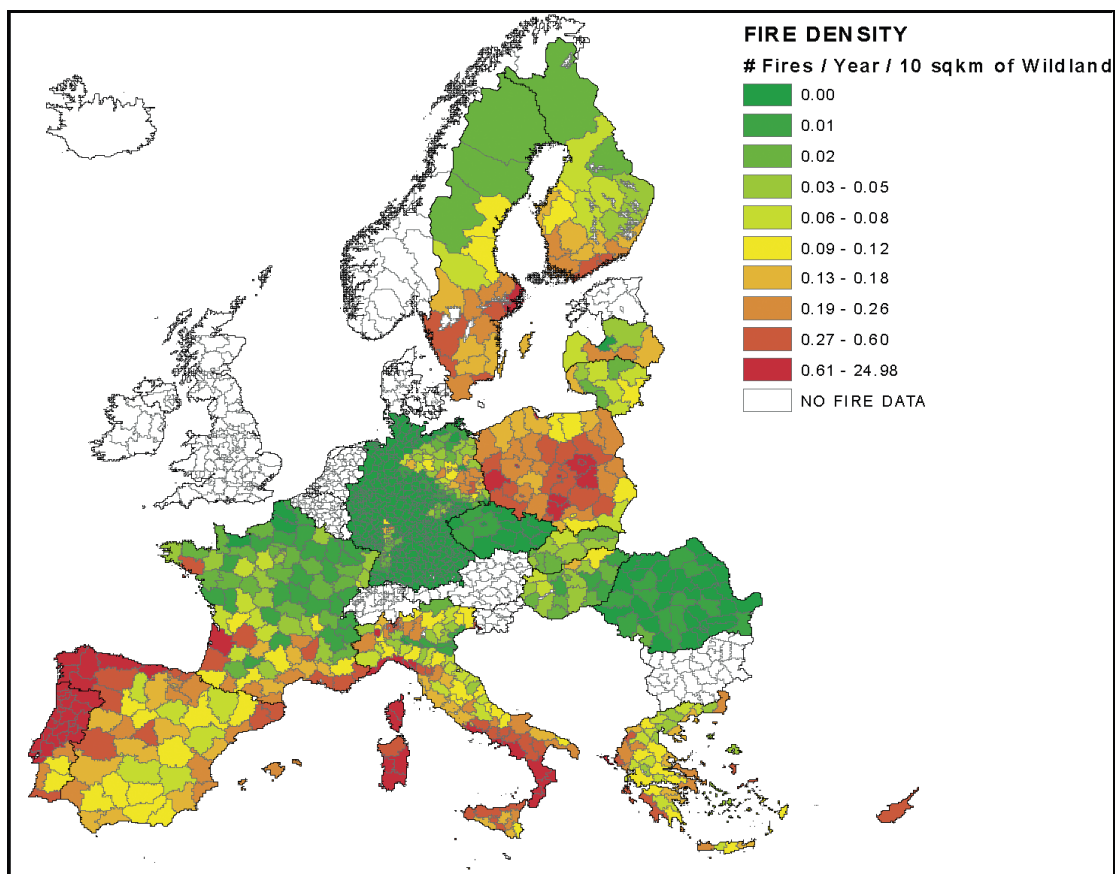 FIRE DENSITY
# Fires / Year / 10 sqkm of Wildland
0.00
0.01
0.02
0.03 - 0.05
0.06 - 0.08
0.09 - 0.12
0.13 - 0.18
0.19 - 0.26
0.27 - 0.60
0.61 - 24.98
NO FIRE DATA